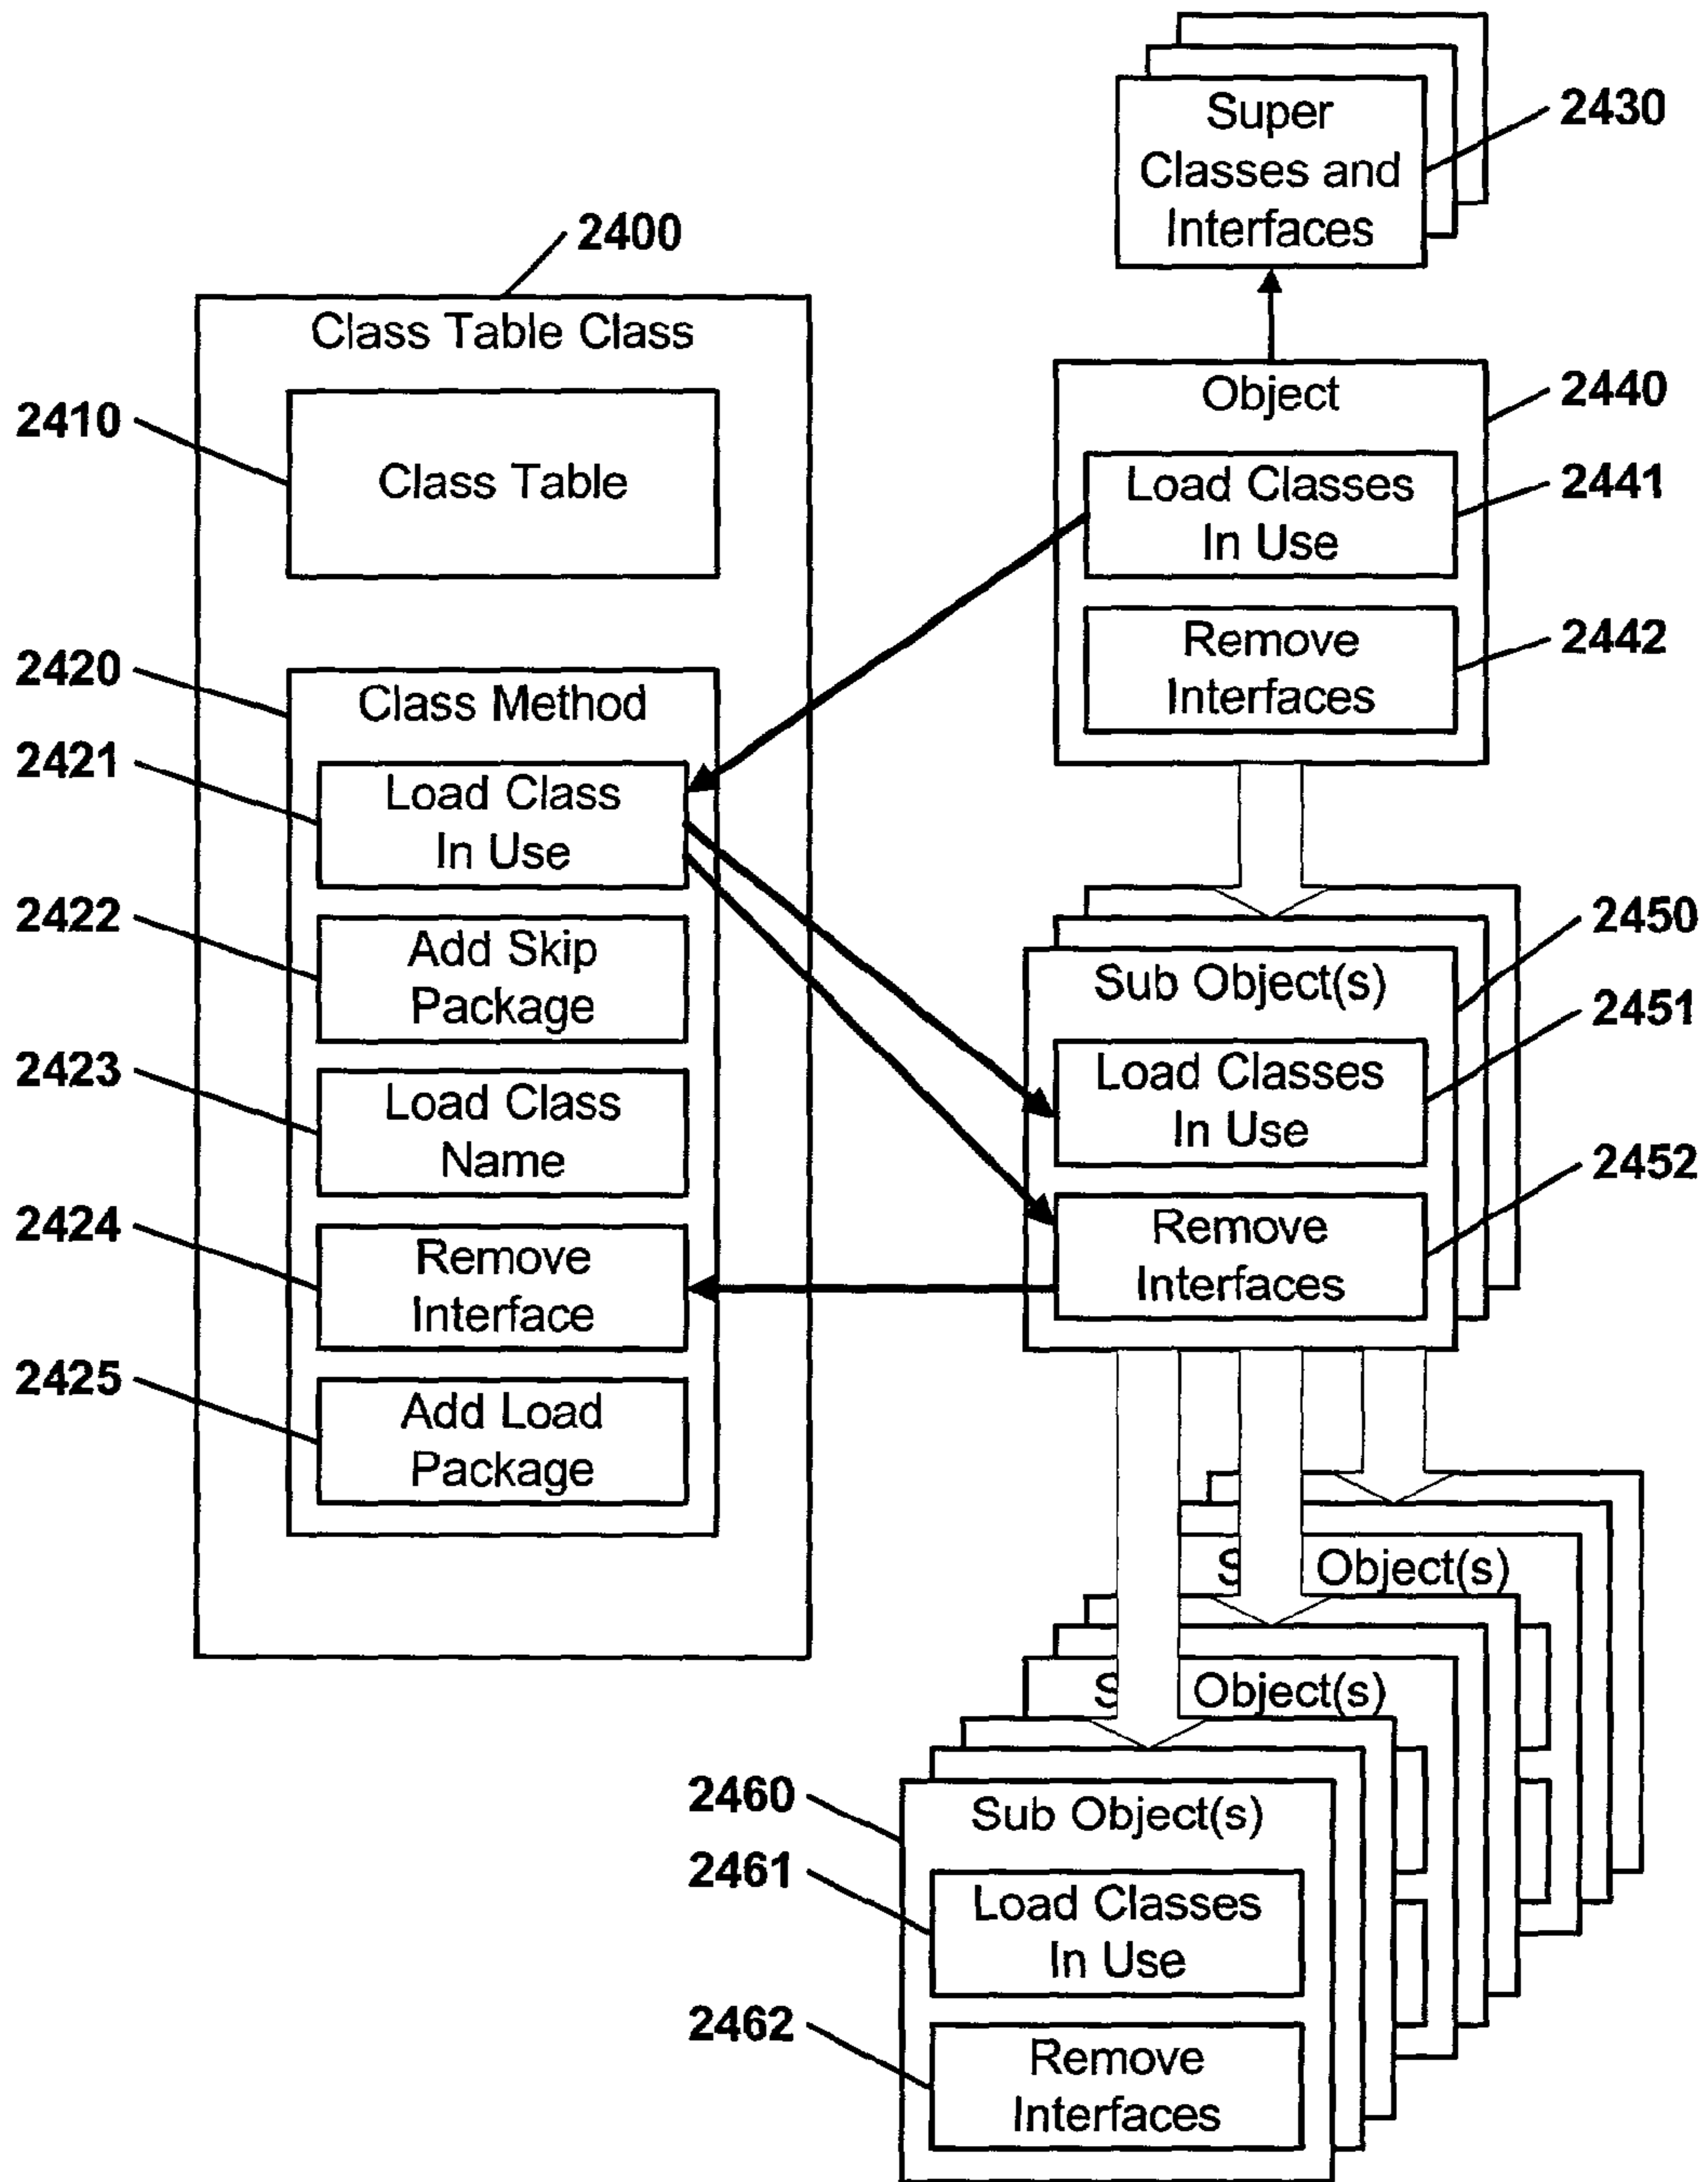 Super
Classes and
Interfaces
2430
2400
Class Table Class
2410
Class Table
Object
2440
Load Classes
In Use
2441
Remove
Interfaces
2442
2420
Class Method
2421
Load Class
In Use
2422
Add Skip
Package
2423
Load Class
Name
2424
Remove
Interface
2425
Add Load
Package
2450
Sub Object(s)
2451
Load Classes
In Use
2452
Remove
Interfaces
Object(s)
Object(s)
2460
Sub Object(s)
2461
Load Classes
In Use
2462
Remove
Interfaces